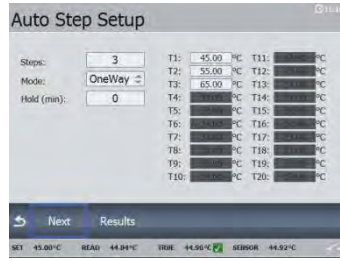 Auto Step Setup
Steps: 3
Mode: OneWay
Hold (min): 0
T1: 45.00 °C T11: °C
T2: 55.00 °C T12: °C
T3: 65.00 °C T13: °C
T4: °C T14: °C
T5: °C T15: °C
T6: °C T16: °C
T7: °C T17: °C
T8: °C T18: °C
T9: °C T19: °C
T10: °C T20: °C
Next Results
SET 45.00°C READ 44.84°C TRUE 44.96°C SENSOR 44.92°C